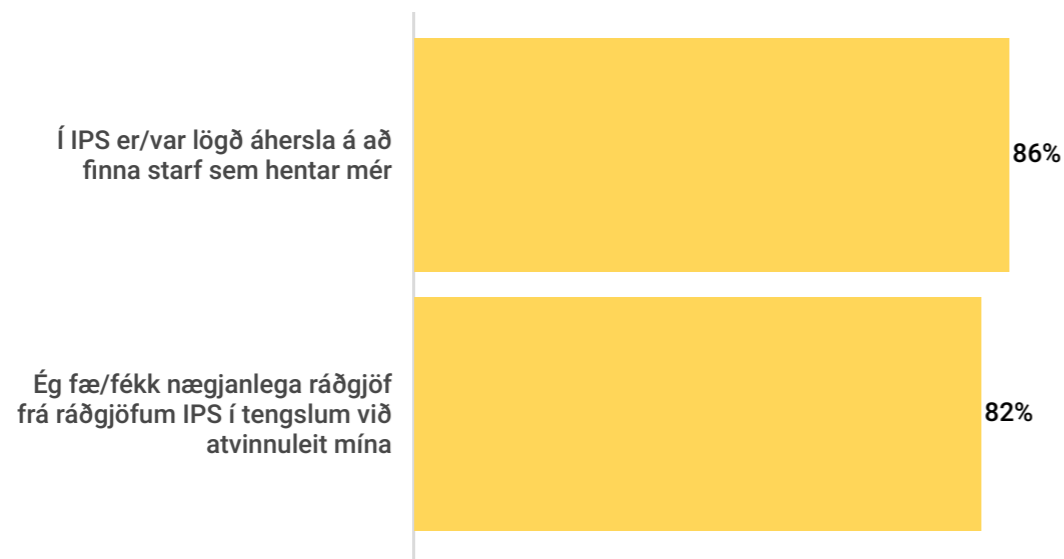 Í IPS er/var lögð áhersla á að
finna starf sem hentar mér
86%
Ég fæ/fékk nægjanlega ráðgjöf
frá ráðgjöfum IPS í tengslum við
atvinnuleit mína
82%